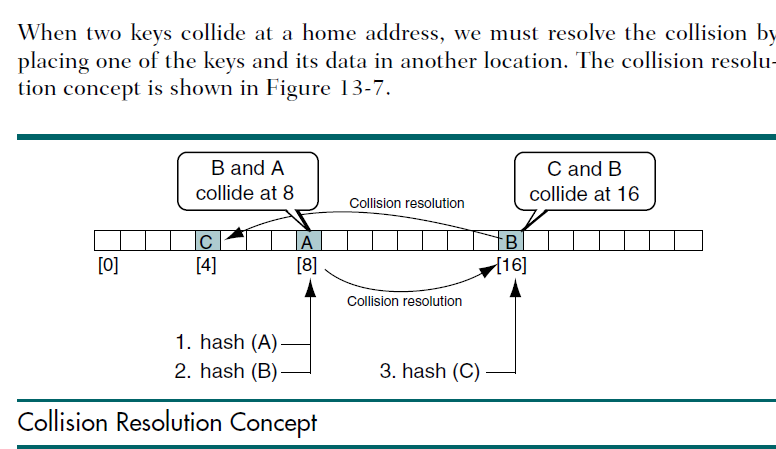 When two keys collide at a home address, we must resolve the collision by
placing one of the keys and its data in another location. The collision resolu-
tion concept is shown in Figure 13-7.
B and A
collide at 8
C and B
collide at 16
Collision resolution
C
A
B
[0]
[4]
[8]
[16]
Collision resolution
1. hash (A)
2. hash (B)
3. hash (C)
Collision Resolution Concept